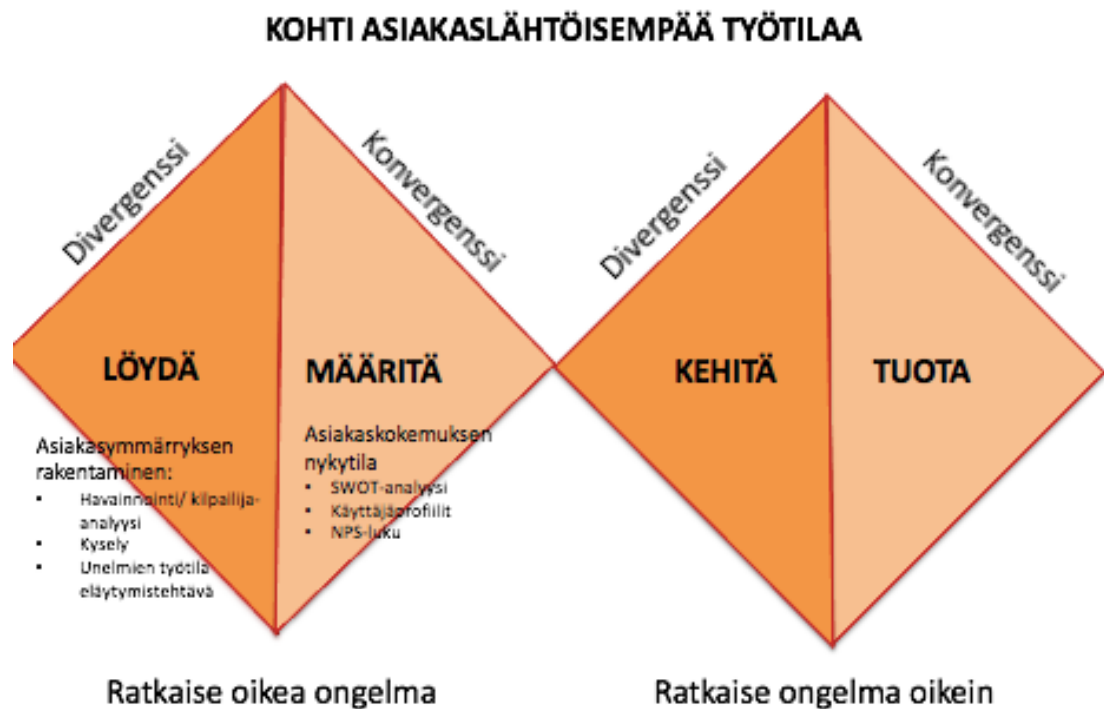 KOHTI ASIAKASLÄHTÖISEMPÄÄ TYÖTILAA
Divergenssi
Konvergenssi
Divergenssi
Konvergenssi
LÖYDÄ
MÄÄRITÄ
KEHITÄ
TUOTA
Asiakasymmärryksen
rakentaminen:
▪ Havainnointi/ kilpailija-
analyysi
▪ Kysely
▪ Unelmien työtila
eläytymistehtävä
Asiakaskokemuksen
nykytila
▪ SWOT-analyysi
▪ Käyttäjäprofiilit
▪ NPS-luku
Ratkaise oikea ongelma
Ratkaise ongelma oikein